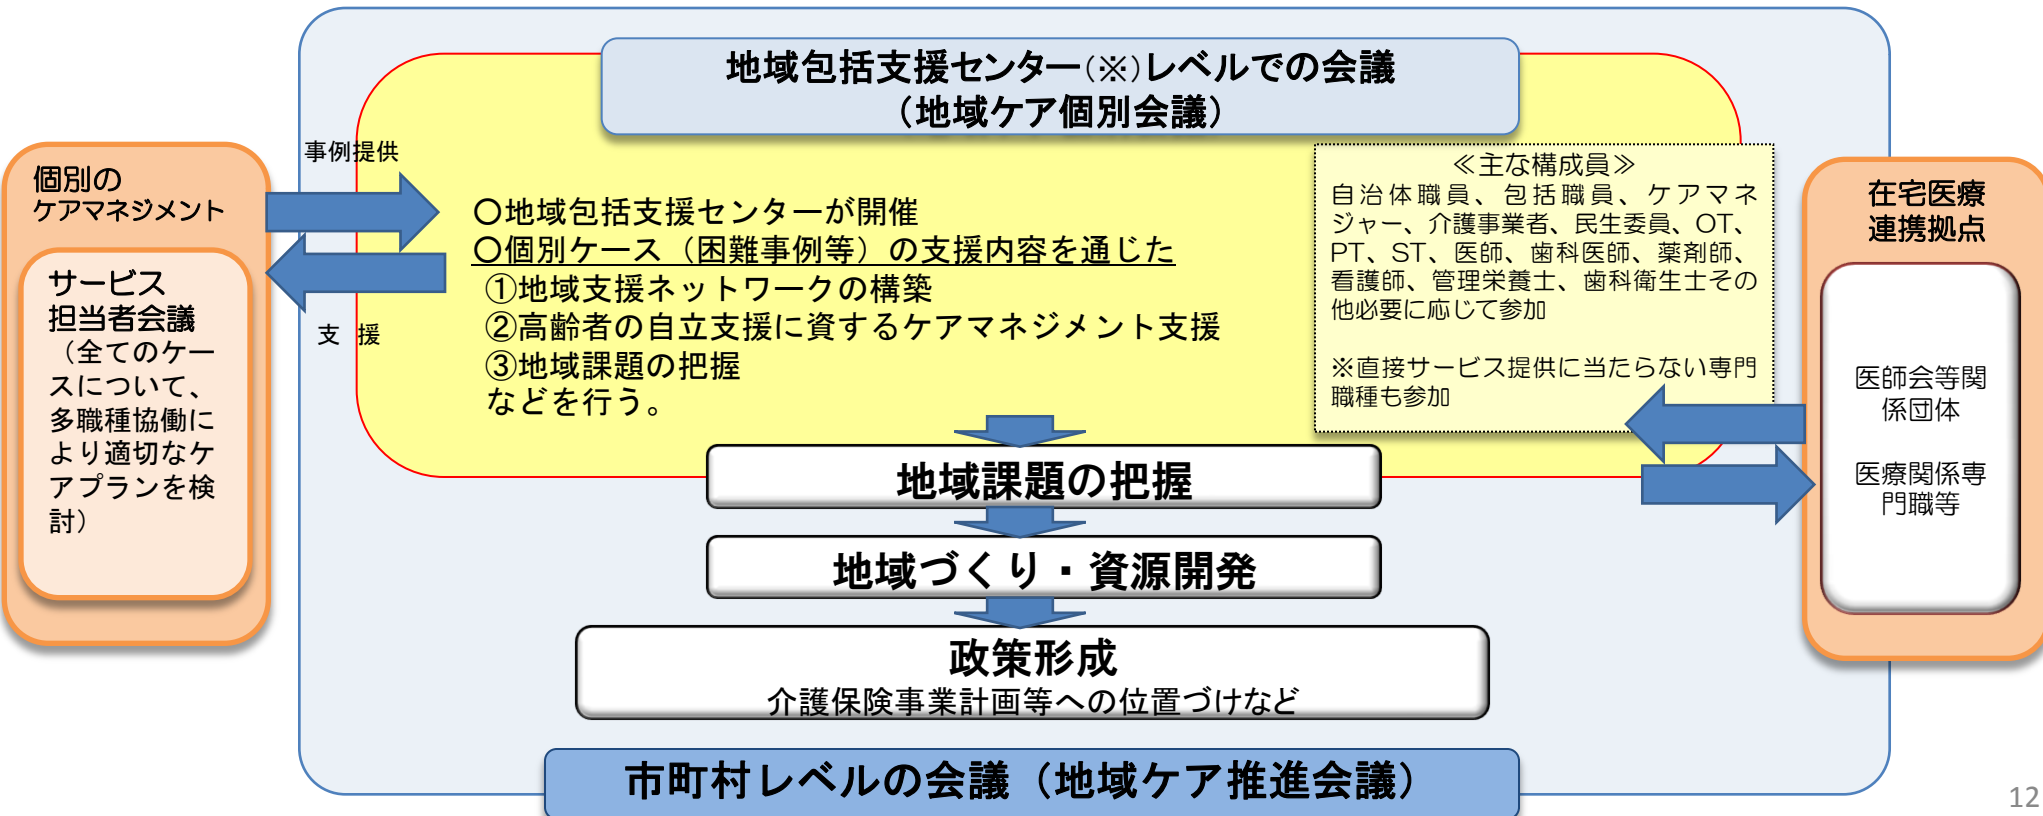 地域包括支援センター(※)レベルでの会議
（地域ケア個別会議）
事例提供
支　援
個別の
ケアマネジメント
サービス
担当者会議
（全てのケー
スについて、
多職種協働に
より適切なケ
アプランを検
討）
〇地域包括支援センターが開催
〇個別ケース（困難事例等）の支援内容を通じた
①地域支援ネットワークの構築
②高齢者の自立支援に資するケアマネジメント支援
③地域課題の把握
などを行う。
≪主な構成員≫
自治体職員、包括職員、ケアマネ
ジャー、介護事業者、民生委員、OT、
PT、ST、医師、歯科医師、薬剤師、
看護師、管理栄養士、歯科衛生士その
他必要に応じて参加
※直接サービス提供に当たらない専門
職種も参加
在宅医療
連携拠点
医師会等関
係団体
医療関係専
門職等
地域課題の把握
地域づくり・資源開発
政策形成
介護保険事業計画等への位置づけなど
市町村レベルの会議（地域ケア推進会議）
12